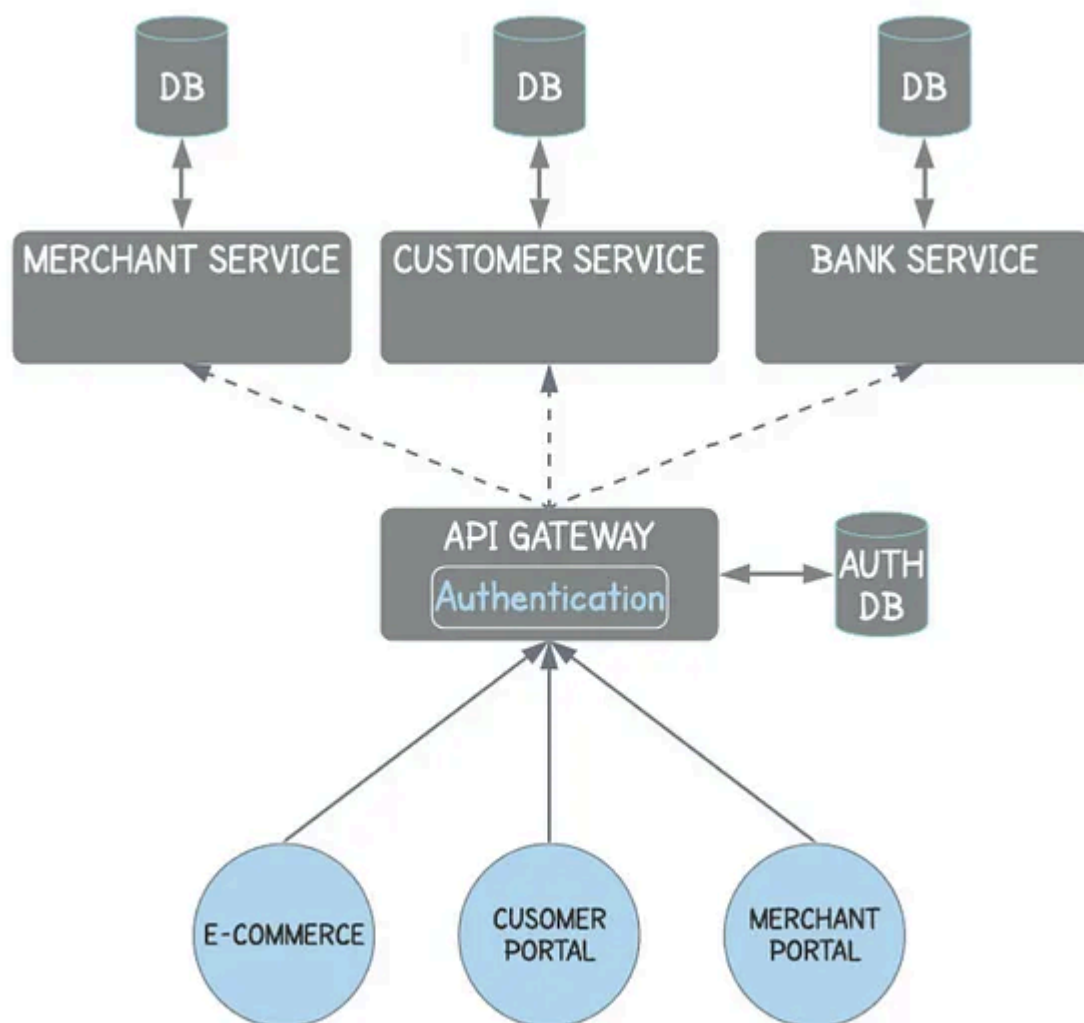 DB
DB
DB
MERCHANT SERVICE
CUSTOMER SERVICE
BANK SERVICE
API GATEWAY
Authentication
AUTH
DB
E-COMMERCE
CUSOMER
PORTAL
MERCHANT
PORTAL